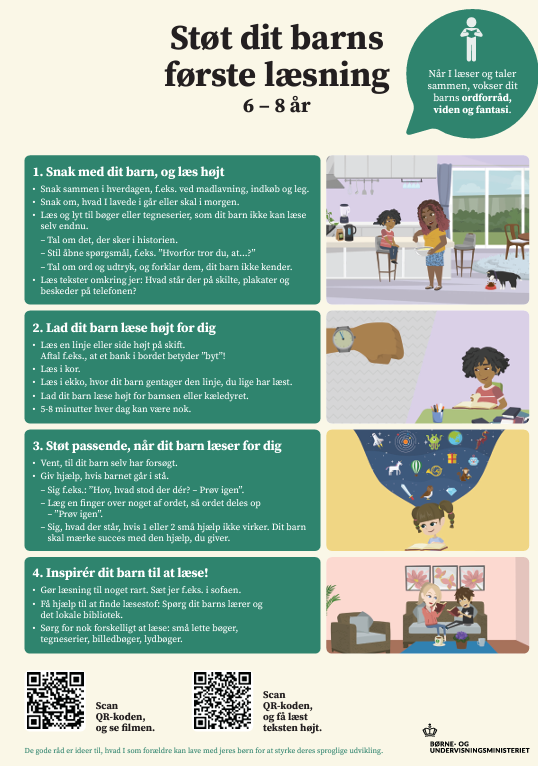 Støt dit barns
første læsning
6 – 8 år
Når I læser og taler
sammen, vokser dit
barns ordforråd,
viden og fantasi.
1. Snak med dit barn, og læs højt
• Snak sammen i hverdagen, f.eks. ved madlavning, indkøb og leg.
• Snak om, hvad I lavede i går eller skal i morgen.
• Læs og lyt til bøger eller tegneserier, som dit barn ikke kan læse
selv endnu.
– Tal om det, der sker i historien.
– Stil åbne spørgsmål, f.eks. ”Hvorfor tror du, at...?”
– Tal om ord og udtryk, og forklar dem, dit barn ikke kender.
• Læs tekster omkring jer: Hvad står der på skilte, plakater og
beskeder på telefonen?
2. Lad dit barn læse højt for dig
• Læs en linje eller side højt på skift.
Aftal f.eks., at et bank i bordet betyder ”byt”!
• Læs i kor.
• Læs i ekko, hvor dit barn gentager den linje, du lige har læst.
• Lad dit barn læse højt for bamsen eller kæledyret.
• 5-8 minutter hver dag kan være nok.
3. Støt passende, når dit barn læser for dig
• Vent, til dit barn selv har forsøgt.
• Giv hjælp, hvis barnet går i stå.
– Sig f.eks.: ”Hov, hvad stod der dér? – Prøv igen”.
– Læg en finger over noget af ordet, så ordet deles op
– ”Prøv igen”.
– Sig, hvad der står, hvis 1 eller 2 små hjælp ikke virker. Dit barn
skal mærke succes med den hjælp, du giver.
4. Inspirér dit barn til at læse!
• Gør læsning til noget rart. Sæt jer f.eks. i sofaen.
• Få hjælp til at finde læsestof: Spørg dit barns lærer og
det lokale bibliotek.
• Sørg for nok forskelligt at læse: små lette bøger,
tegneserier, billedbøger, lydbøger.
Scan
QR-koden,
og se filmen.
Scan
QR-koden,
og få læst
teksten højt.
De gode råd er ideer til, hvad I som forældre kan lave med jeres børn for at styrke deres sproglige udvikling.
BØRNE- OG
UNDERVISNINGSMINISTERIET